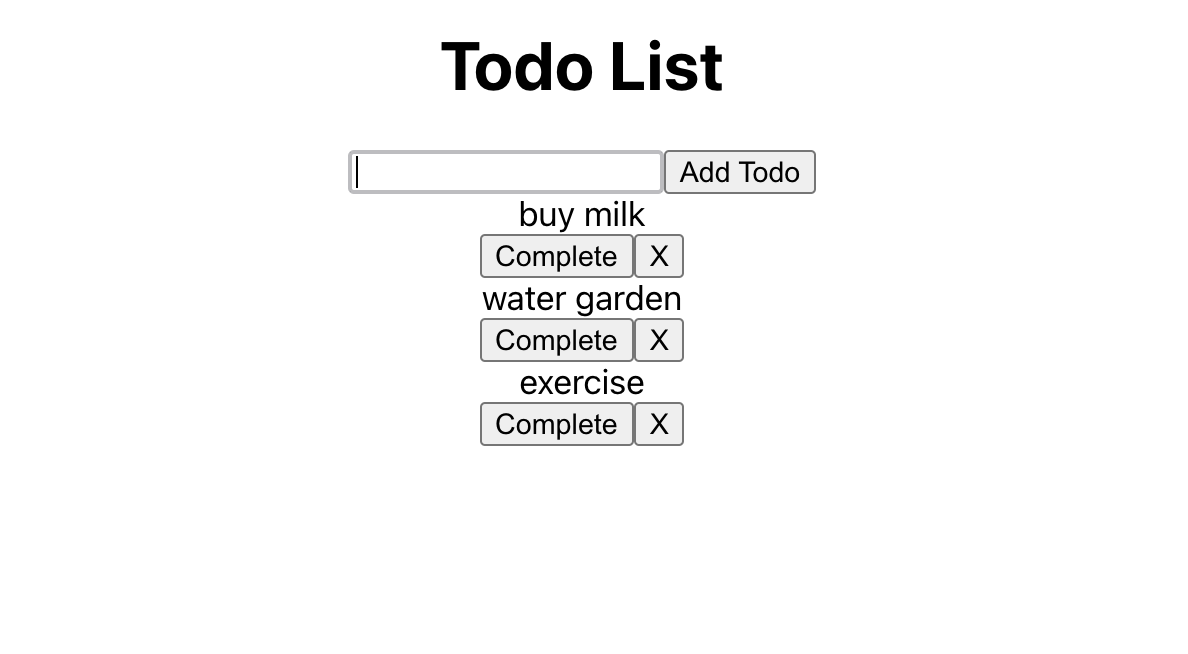 Todo List
Add Todo
buy milk
Complete X
water garden
Complete X
exercise
Complete X